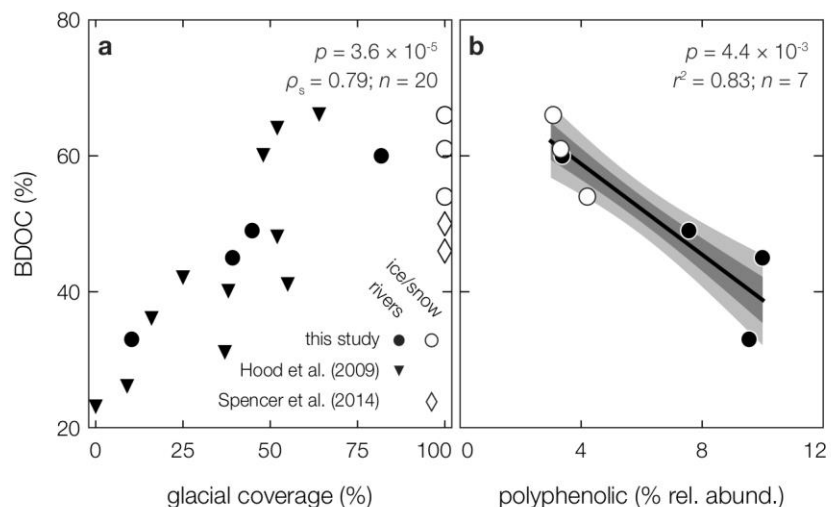 a
p = 3.6 × 10⁻⁵
ρₛ = 0.79; n = 20
80
60
40
20
BDOC (%)
rivers
ice/snow
this study
Hood et al. (2009)
Spencer et al. (2014)
0
25
50
75
100
glacial coverage (%)
b
p = 4.4 × 10⁻³
r² = 0.83; n = 7
0
4
8
12
polyphenolic (% rel. abund.)